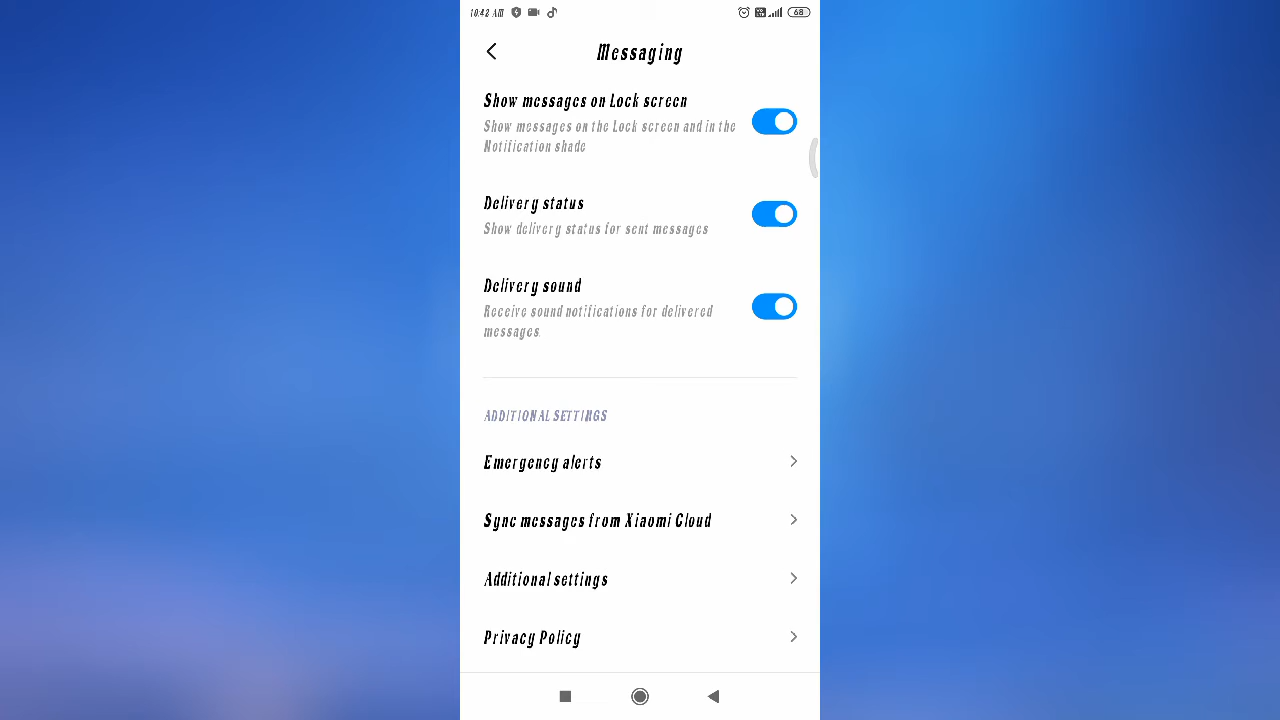 10:42 AM
68
Messaging
Show messages on Lock screen
Show messages on the Lock screen and in the
Notification shade
Delivery status
Show delivery status for sent messages
Delivery sound
Receive sound notifications for delivered
messages.
ADDITIONAL SETTINGS
Emergency alerts
Sync messages from Xiaomi Cloud
Additional settings
Privacy Policy